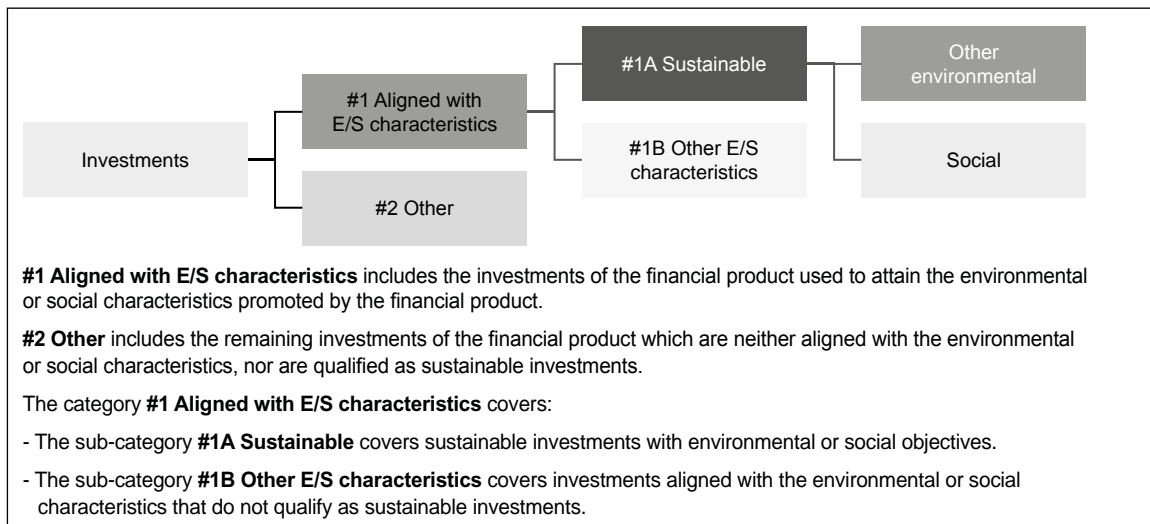 #1A Sustainable
Other
environmental
#1 Aligned with
E/S characteristics
Investments
#1B Other E/S
characteristics
Social
#2 Other
#1 Aligned with E/S characteristics includes the investments of the financial product used to attain the environmental
or social characteristics promoted by the financial product.
#2 Other includes the remaining investments of the financial product which are neither aligned with the environmental
or social characteristics, nor are qualified as sustainable investments.
The category #1 Aligned with E/S characteristics covers:
- The sub-category #1A Sustainable covers sustainable investments with environmental or social objectives.
- The sub-category #1B Other E/S characteristics covers investments aligned with the environmental or social
characteristics that do not qualify as sustainable investments.